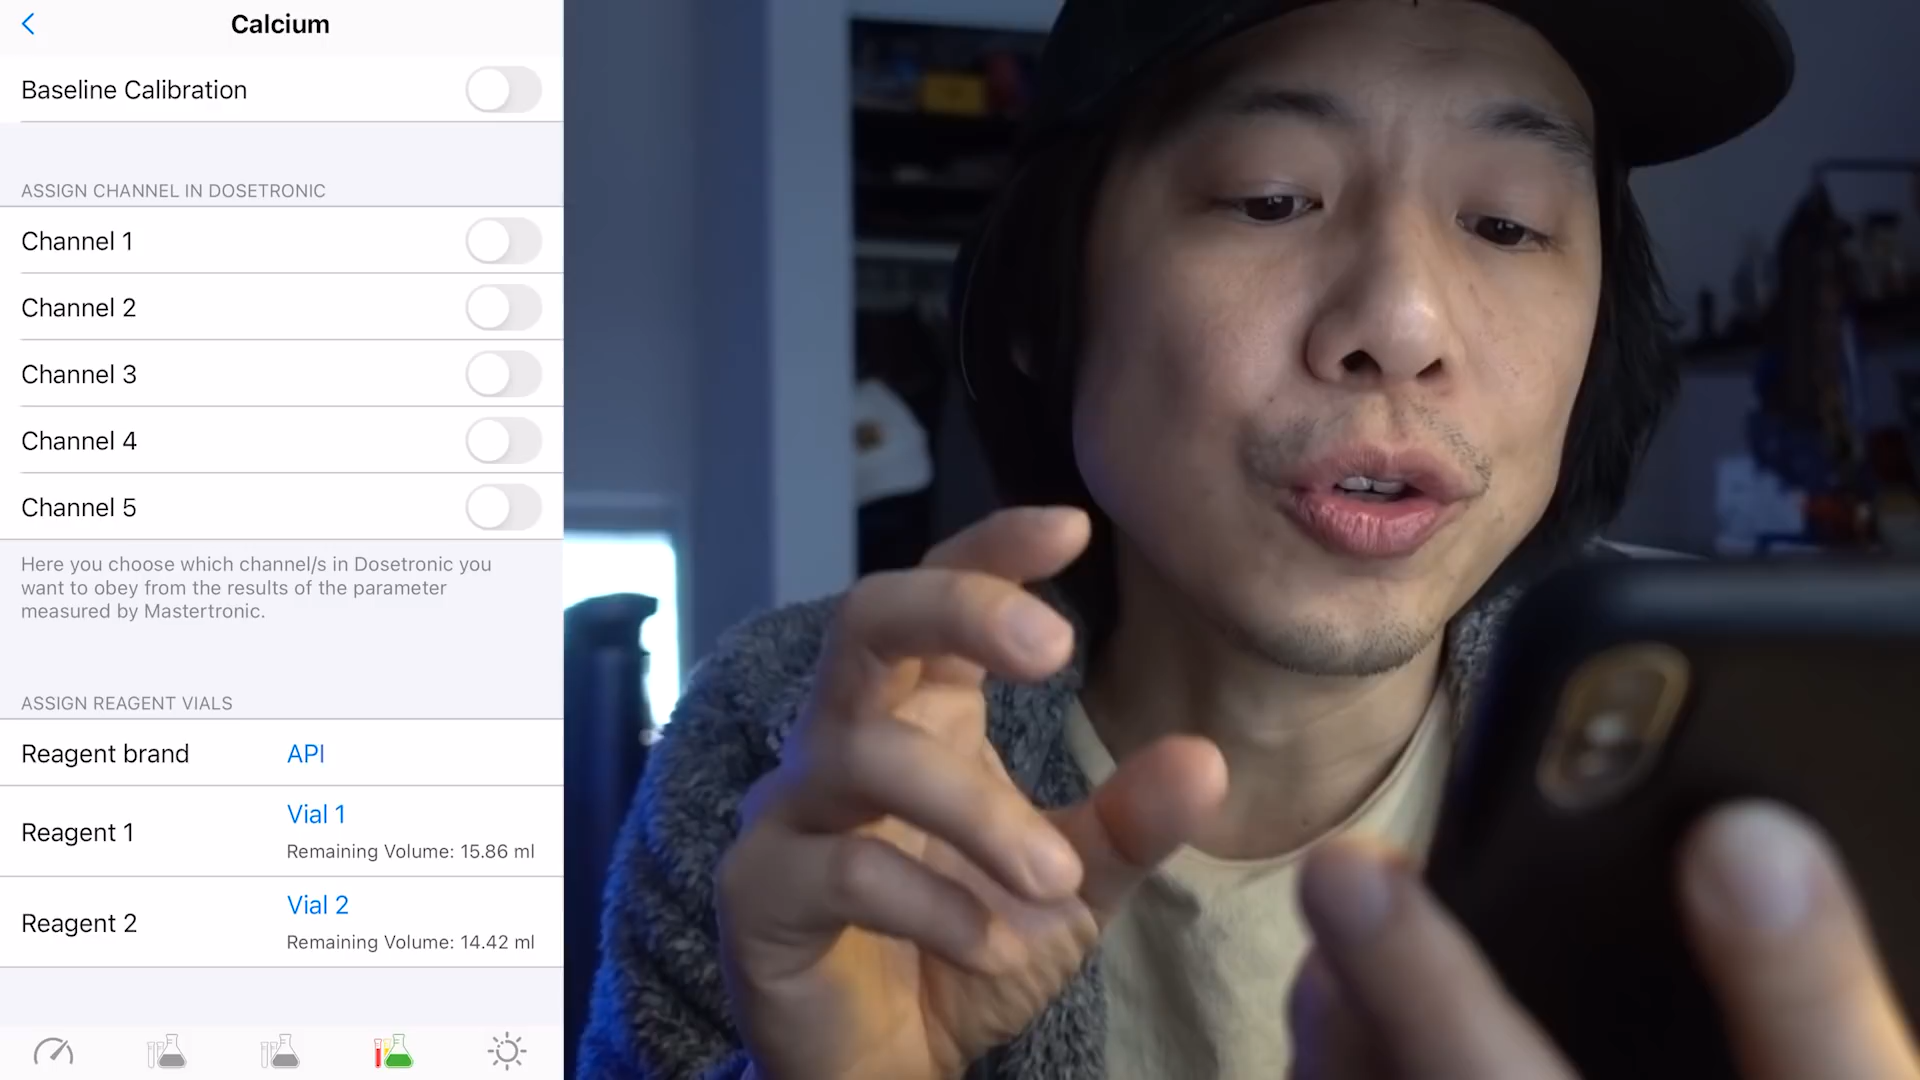 Calcium
Baseline Calibration
ASSIGN CHANNEL IN DOSETRONIC
Channel 1
Channel 2
Channel 3
Channel 4
Channel 5
Here you choose which channel/s in Dosetronic you
want to obey from the results of the parameter
measured by Mastertronic.
ASSIGN REAGENT VIALS
Reagent brand API
Reagent 1 Vial 1
Remaining Volume: 15.86 ml
Reagent 2 Vial 2
Remaining Volume: 14.42 ml